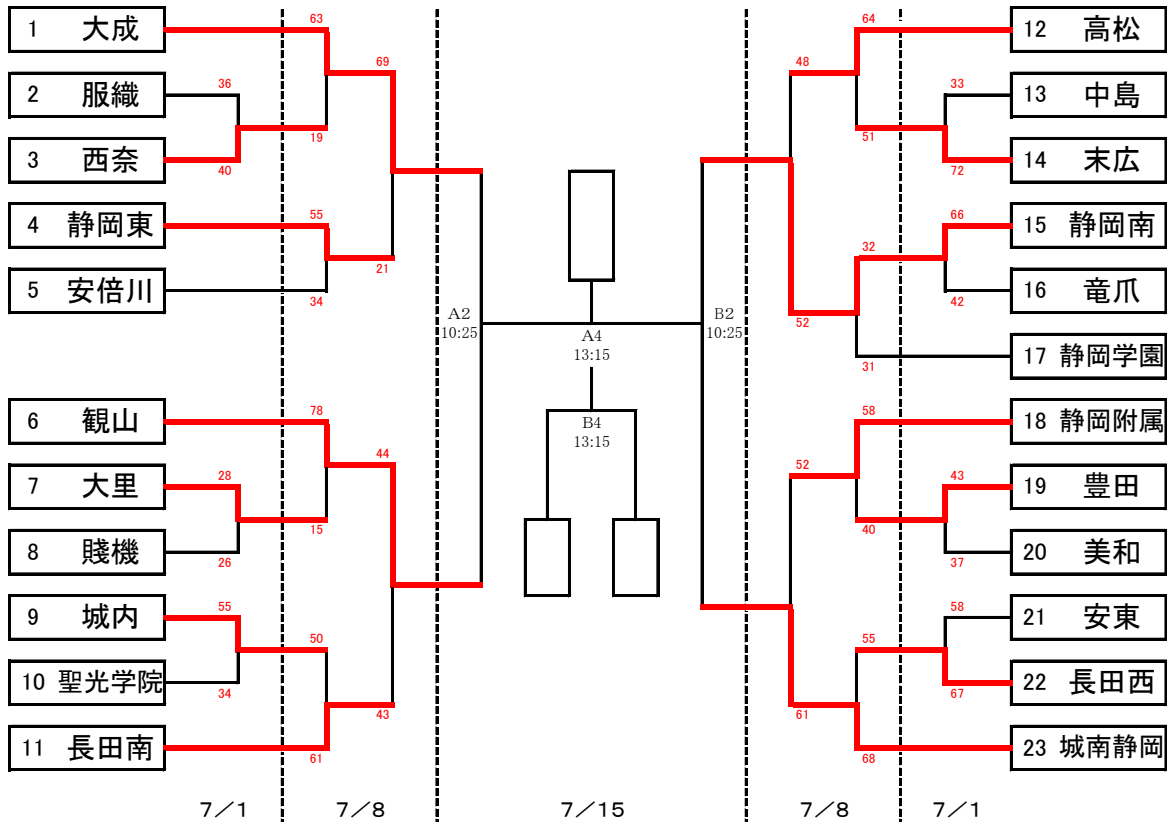 1 大成
2 服織
3 西奈
4 静岡東
5 安倍川
6 観山
7 大里
8 賤機
9 城内
10 聖光学院
11 長田南
63
36
19
40
55
34
69
21
78
28
15
26
55
34
50
61
44
43
A2
10:25
A4
13:15
B4
13:15
B2
10:25
64
48
33
51
72
66
32
42
52
31
58
52
43
40
37
58
55
67
61
68
12 高松
13 中島
14 末広
15 静岡南
16 竜爪
17 静岡学園
18 静岡附属
19 豊田
20 美和
21 安東
22 長田西
23 城南静岡
7/1
7/8
7/15
7/8
7/1